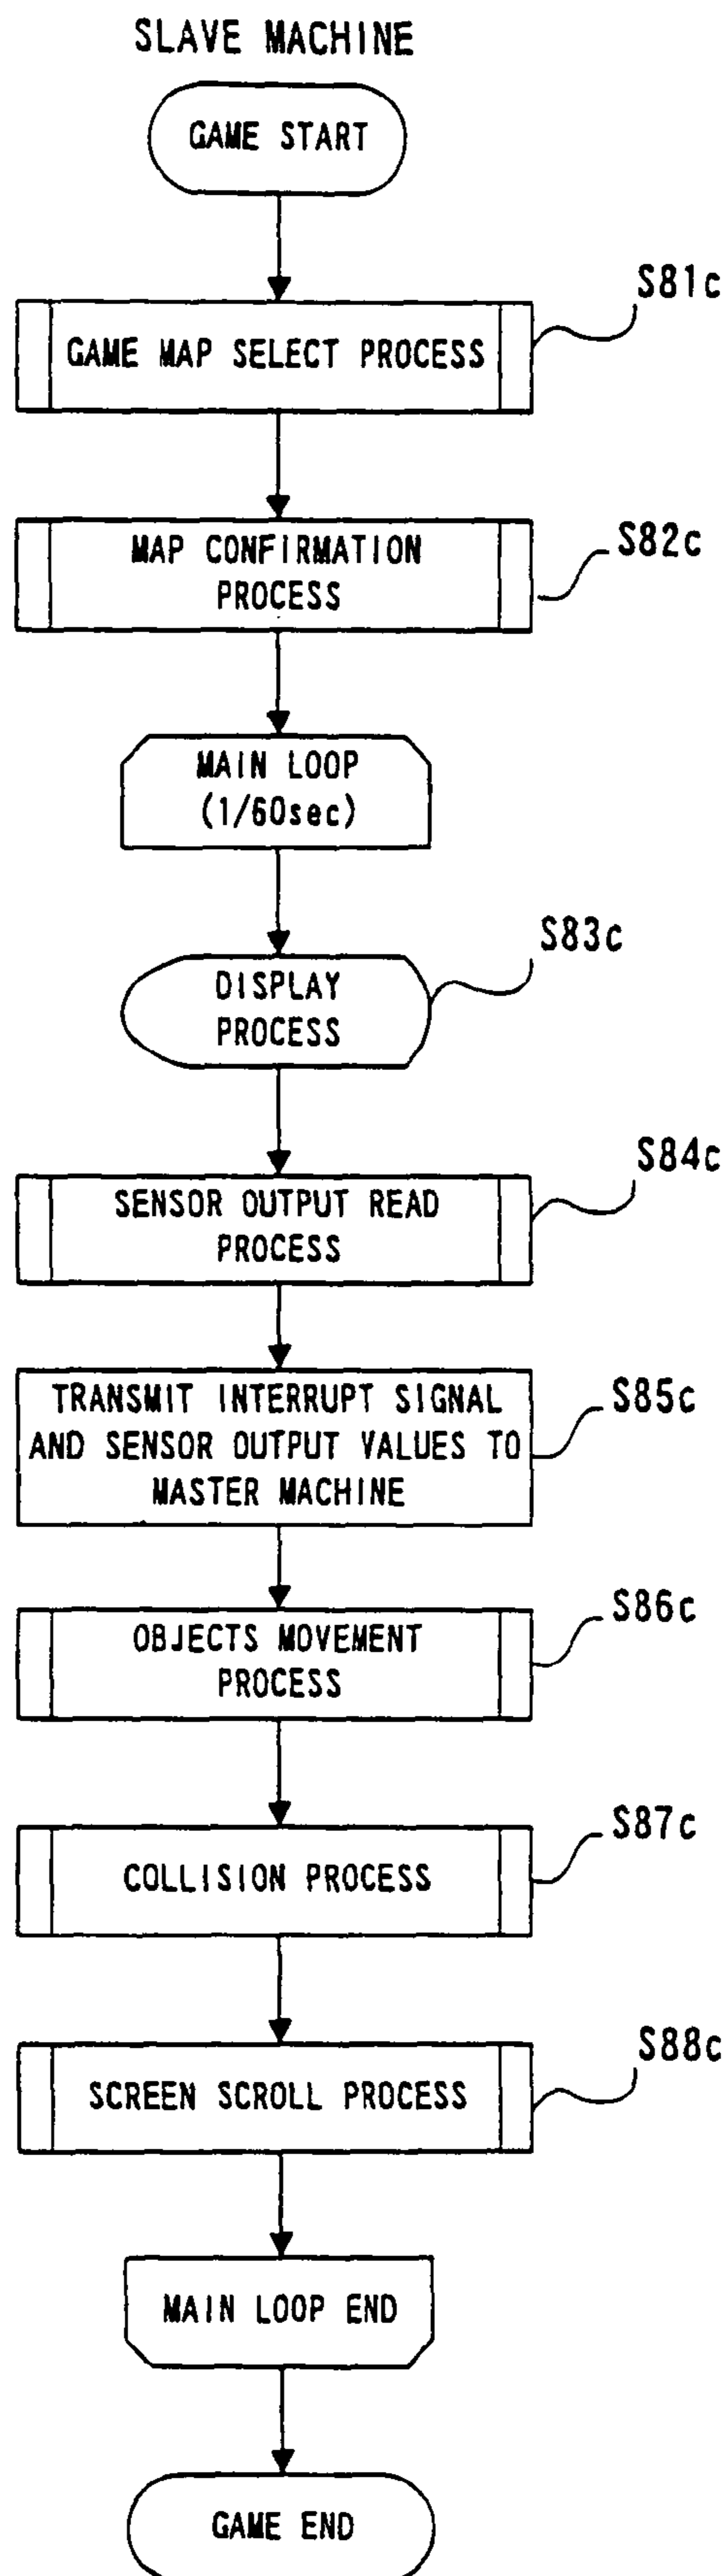 SLAVE MACHINE
GAME START
S81c
GAME MAP SELECT PROCESS
S82c
MAP CONFIRMATION
PROCESS
MAIN LOOP
(1/60sec)
S83c
DISPLAY
PROCESS
S84c
SENSOR OUTPUT READ
PROCESS
S85c
TRANSMIT INTERRUPT SIGNAL
AND SENSOR OUTPUT VALUES TO
MASTER MACHINE
S86c
OBJECTS MOVEMENT
PROCESS
S87c
COLLISION PROCESS
S88c
SCREEN SCROLL PROCESS
MAIN LOOP END
GAME END